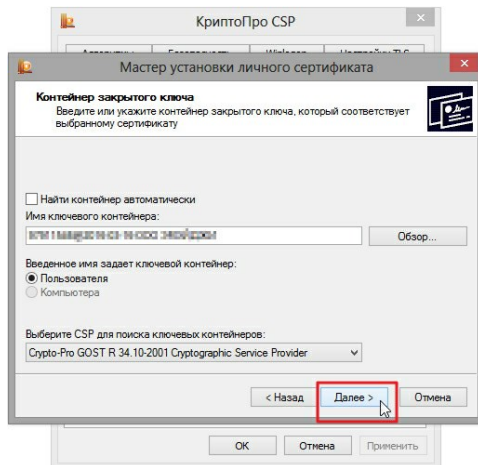 КриптоПро CSP
Мастер установки личного сертификата
Контейнер закрытого ключа
Введите или укажите контейнер закрытого ключа, который соответствует
выбранному сертификату
Найти контейнер автоматически
Имя ключевого контейнера:
Обзор...
Введенное имя задает ключевой контейнер:
Пользователя
Компьютера
Выберите CSP для поиска ключевых контейнеров:
Crypto-Pro GOST R 34.10-2001 Cryptographic Service Provider
< Назад Далее > Отмена
ОК Отмена Применить